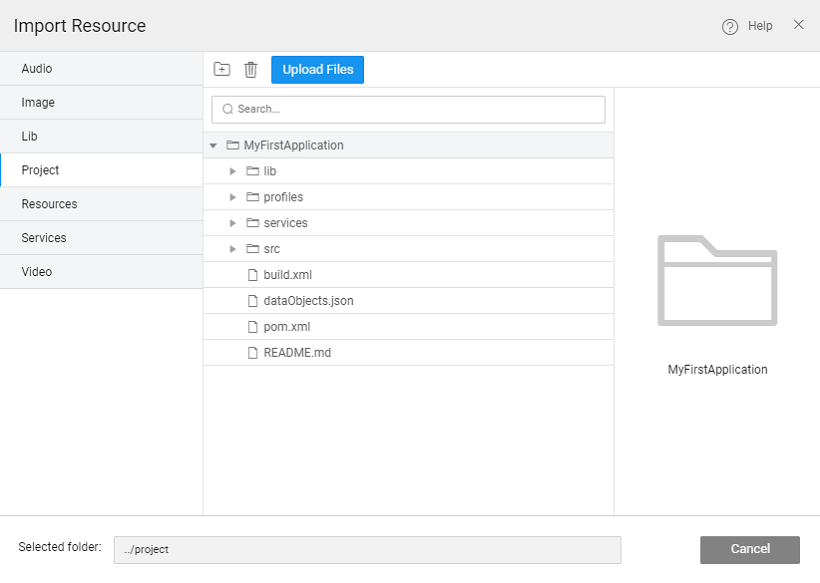 Import Resource
Help
Audio
Image
Lib
Project
Resources
Services
Video
Upload Files
Search...
MyFirstApplication
lib
profiles
services
src
build.xml
dataObjects.json
pom.xml
README.md
MyFirstApplication
Selected folder:
../project
Cancel